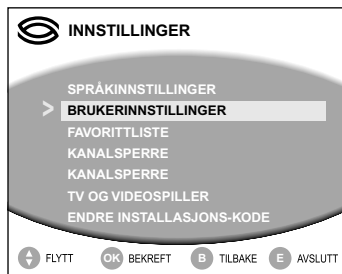 INNSTILLINGER
SPRÅKINNSTILLINGER
> BRUKERINNSTILLINGER
FAVORITTLISTE
KANALSPERRE
KANALSPERRE
TV OG VIDEOSPILLER
ENDRE INSTALLASJONS-KODE
FLYTT OK BEKREFT B TILBAKE E AVSLUTT